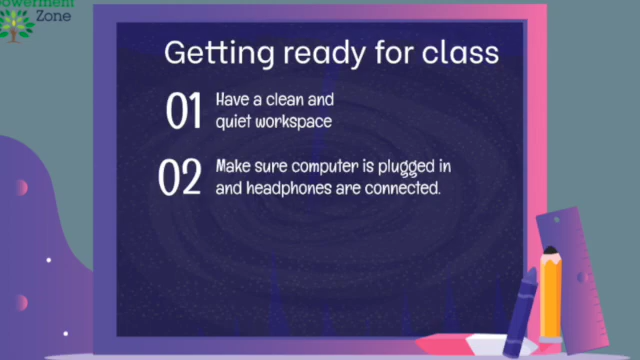 Zone
Getting ready for class
01 Have a clean and
quiet workspace
02 Make sure computer is plugged in
and headphones are connected.